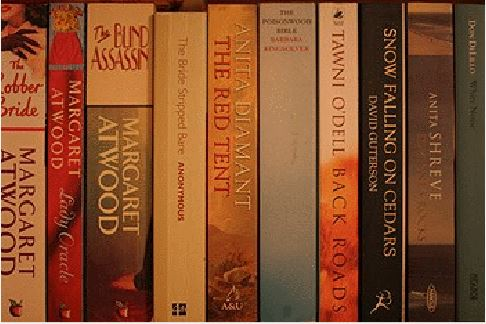 The
Robber
Bride
MARGARET
ATWOOD
MARGARET
ATWOOD
Lady Oracle
The
BLIND
ASSASSIN
MARGARET
ATWOOD
The Bride Stripped Bare ANONYMOUS
ANITA DIAMANT
THE RED TENT
A&U
THE
POISONWOOD
BIBLE
BARBARA
KINGSOLVER
TAWNI O'DELL BACK ROADS
SNOW FALLING ON CEDARS
DAVID GUTERSON
ANITA SHREVE
DON DELILLO White Noise
PICADOR